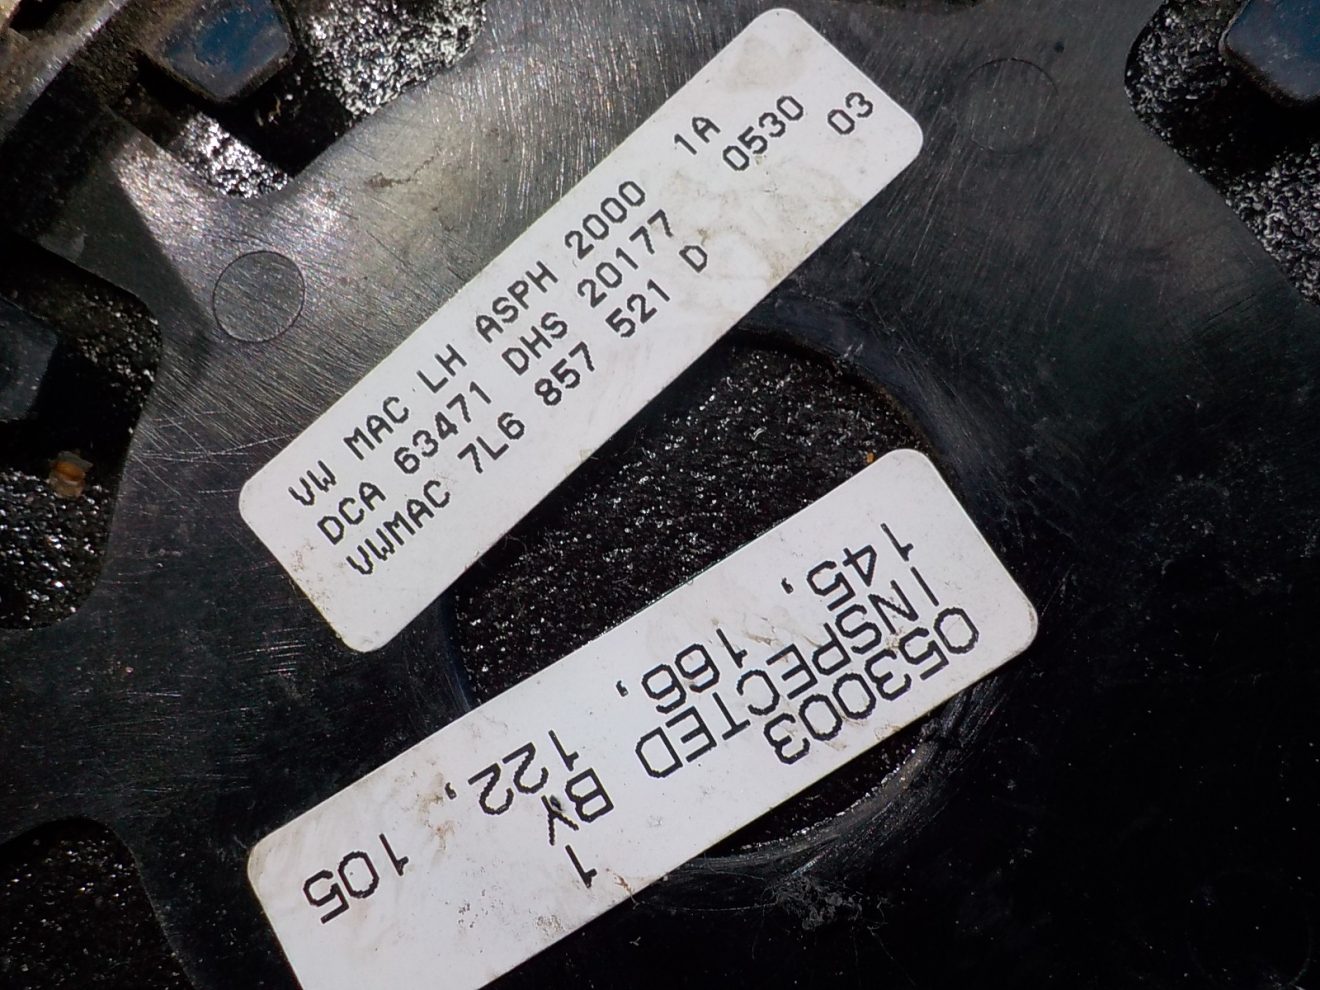 VW MAC LH ASPH 2000 1A
DCA 63471 DHS 20177 0530
VWMAC 7L6 857 521 D 03
053003 1
INSPECTED BY
145, 166, 122, 105